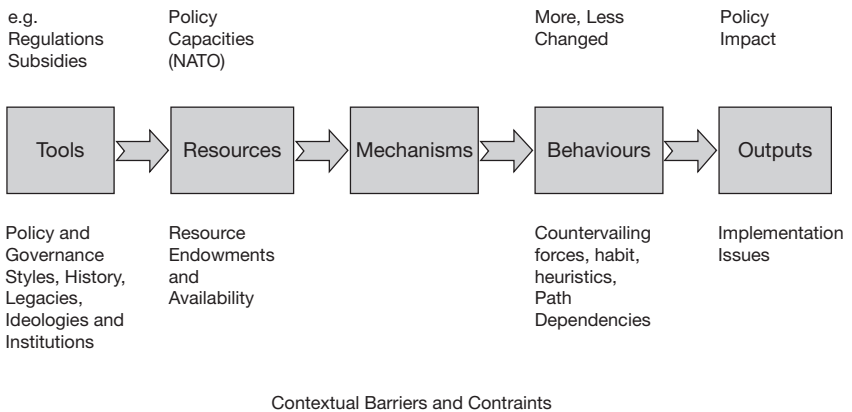 e.g.
Regulations
Subsidies
Policy
Capacities
(NATO)
More, Less
Changed
Policy
Impact
Tools
Resources
Mechanisms
Behaviours
Outputs
Policy and
Governance
Styles, History,
Legacies,
Ideologies and
Institutions
Resource
Endowments
and
Availability
Countervailing
forces, habit,
heuristics,
Path
Dependencies
Implementation
Issues
Contextual Barriers and Contraints